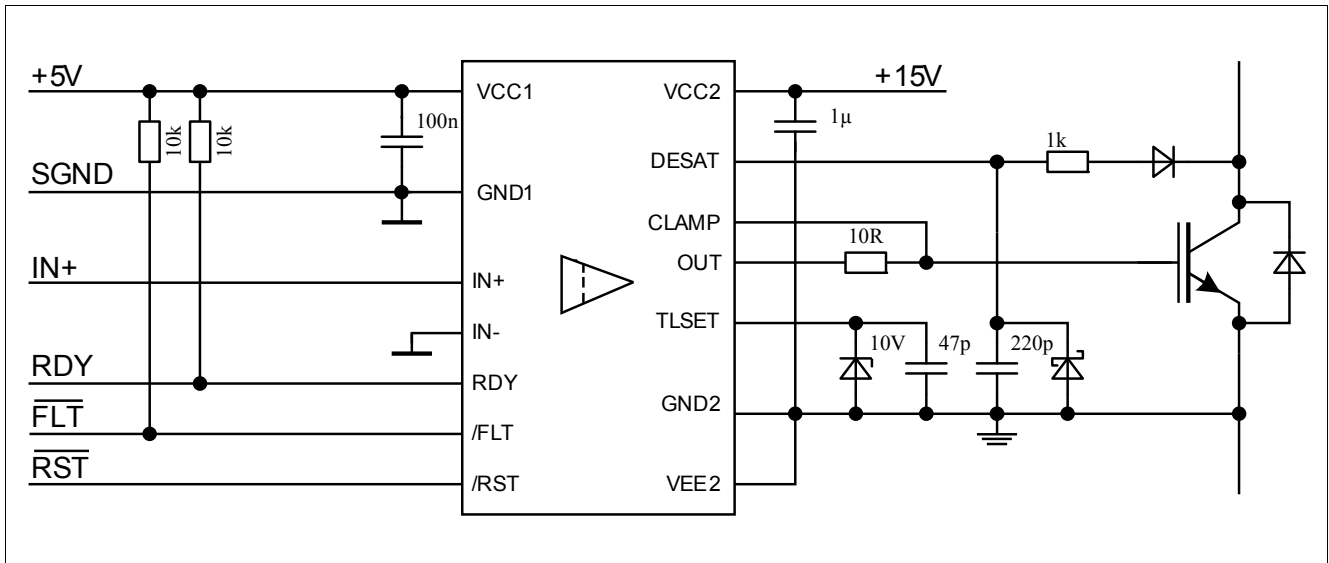 +5V
+15V
VCC1
VCC2
100n
1µ
10k
10k
1k
DESAT
SGND
GND1
CLAMP
10R
OUT
IN+
IN+
TLSET
IN-
10V
47p
220p
RDY
RDY
GND2
FLT
/FLT
RST
/RST
VEE2